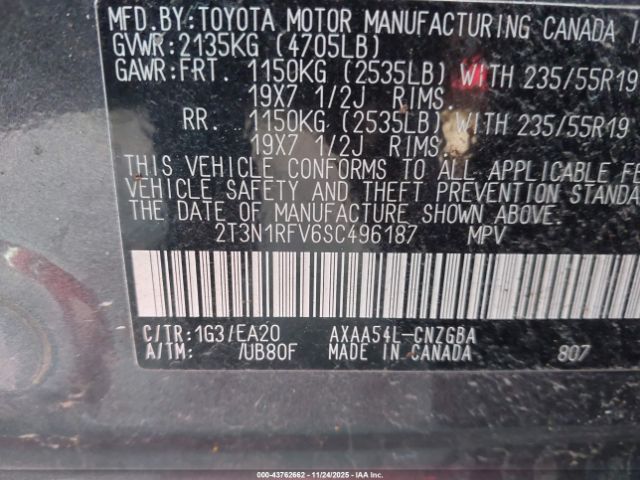 MFD.BY:TOYOTA MOTOR MANUFACTURING CANADA
GVWR:2135KG (4705LB)
GAWR:FRT. 1150KG (2535LB) WITH 235/55R19
19X7 1/2J RIMS.
RR. 1150KG (2535LB) WITH 235/55R19
19X7 1/2J RIMS.
THIS VEHICLE CONFORMS TO ALL APPLICABLE FE
VEHICLE SAFETY AND THEFT PREVENTION STANDA
THE DATE OF MANUFACTURE SHOWN ABOVE.
2T3N1RFV6SC496187 MPV
C/TR:1G3/EA20 AXAA54L-CNZGBA
A/TM: /UB80F MADE IN CANADA 807
000-43762662 - 11/24/2025 - IAA Inc.